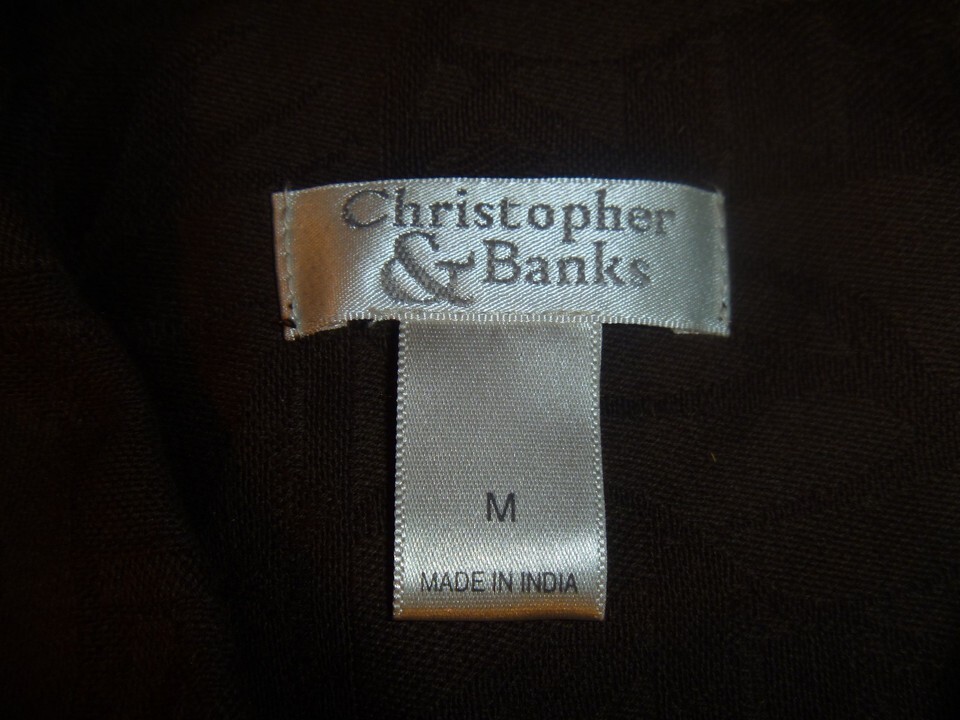 Christopher
& Banks
M
MADE IN INDIA